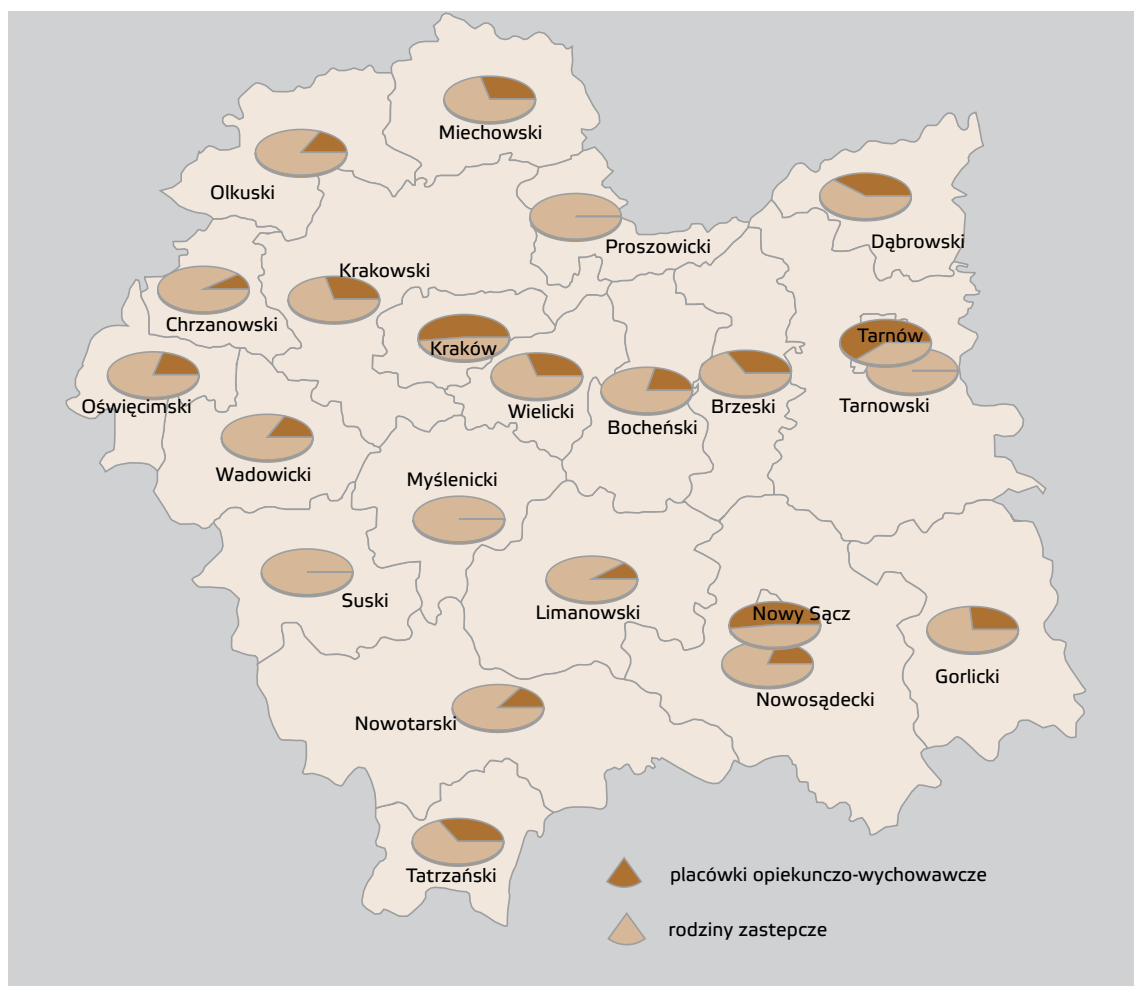 Miechowski
Olkuski
Dąbrowski
Proszowicki
Krakowski
Chrzanowski
Tarnów
Kraków
Oświęcimski
Wielicki
Brzeski
Tarnowski
Bocheński
Wadowicki
Myślenicki
Suski
Limanowski
Nowy Sącz
Gorlicki
Nowosądecki
Nowotarski
Tatrzański
placówki opiekunczo-wychowawcze
rodziny zastepcze